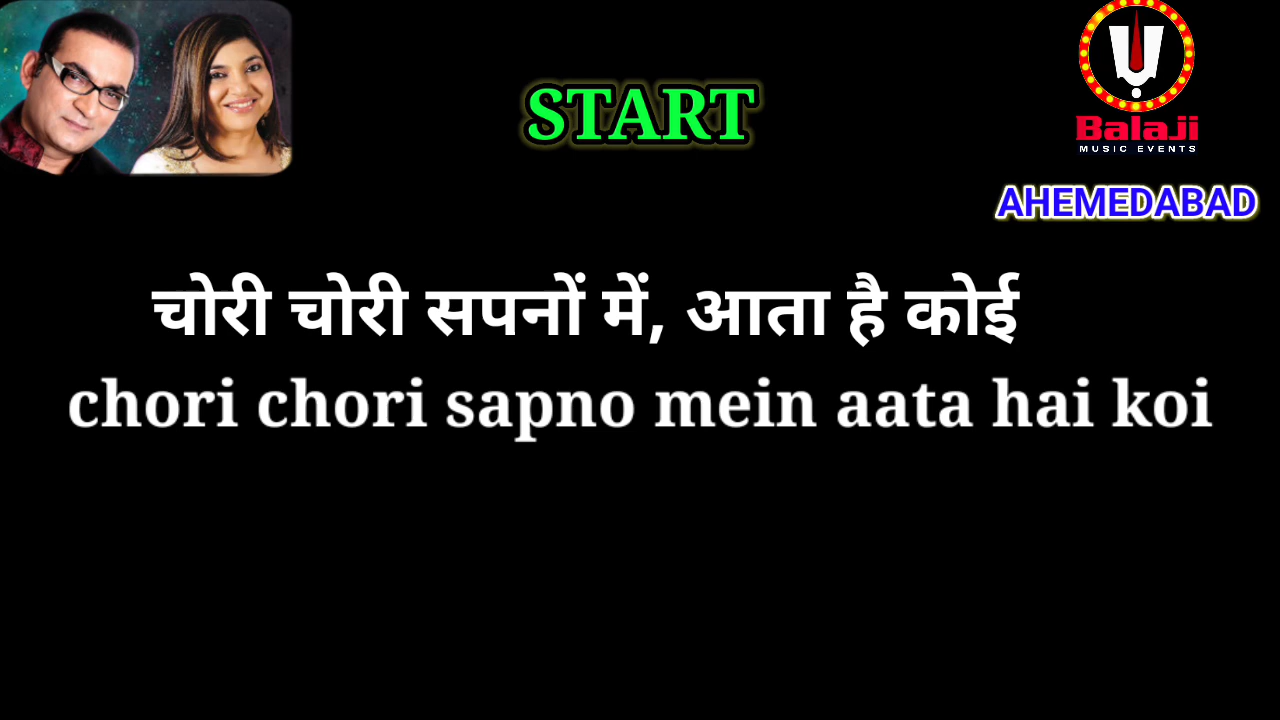 START
Balaji
MUSIC EVENTS
AHEMEDABAD
चोरी चोरी सपनों में, आता है कोई
chori chori sapno mein aata hai koi